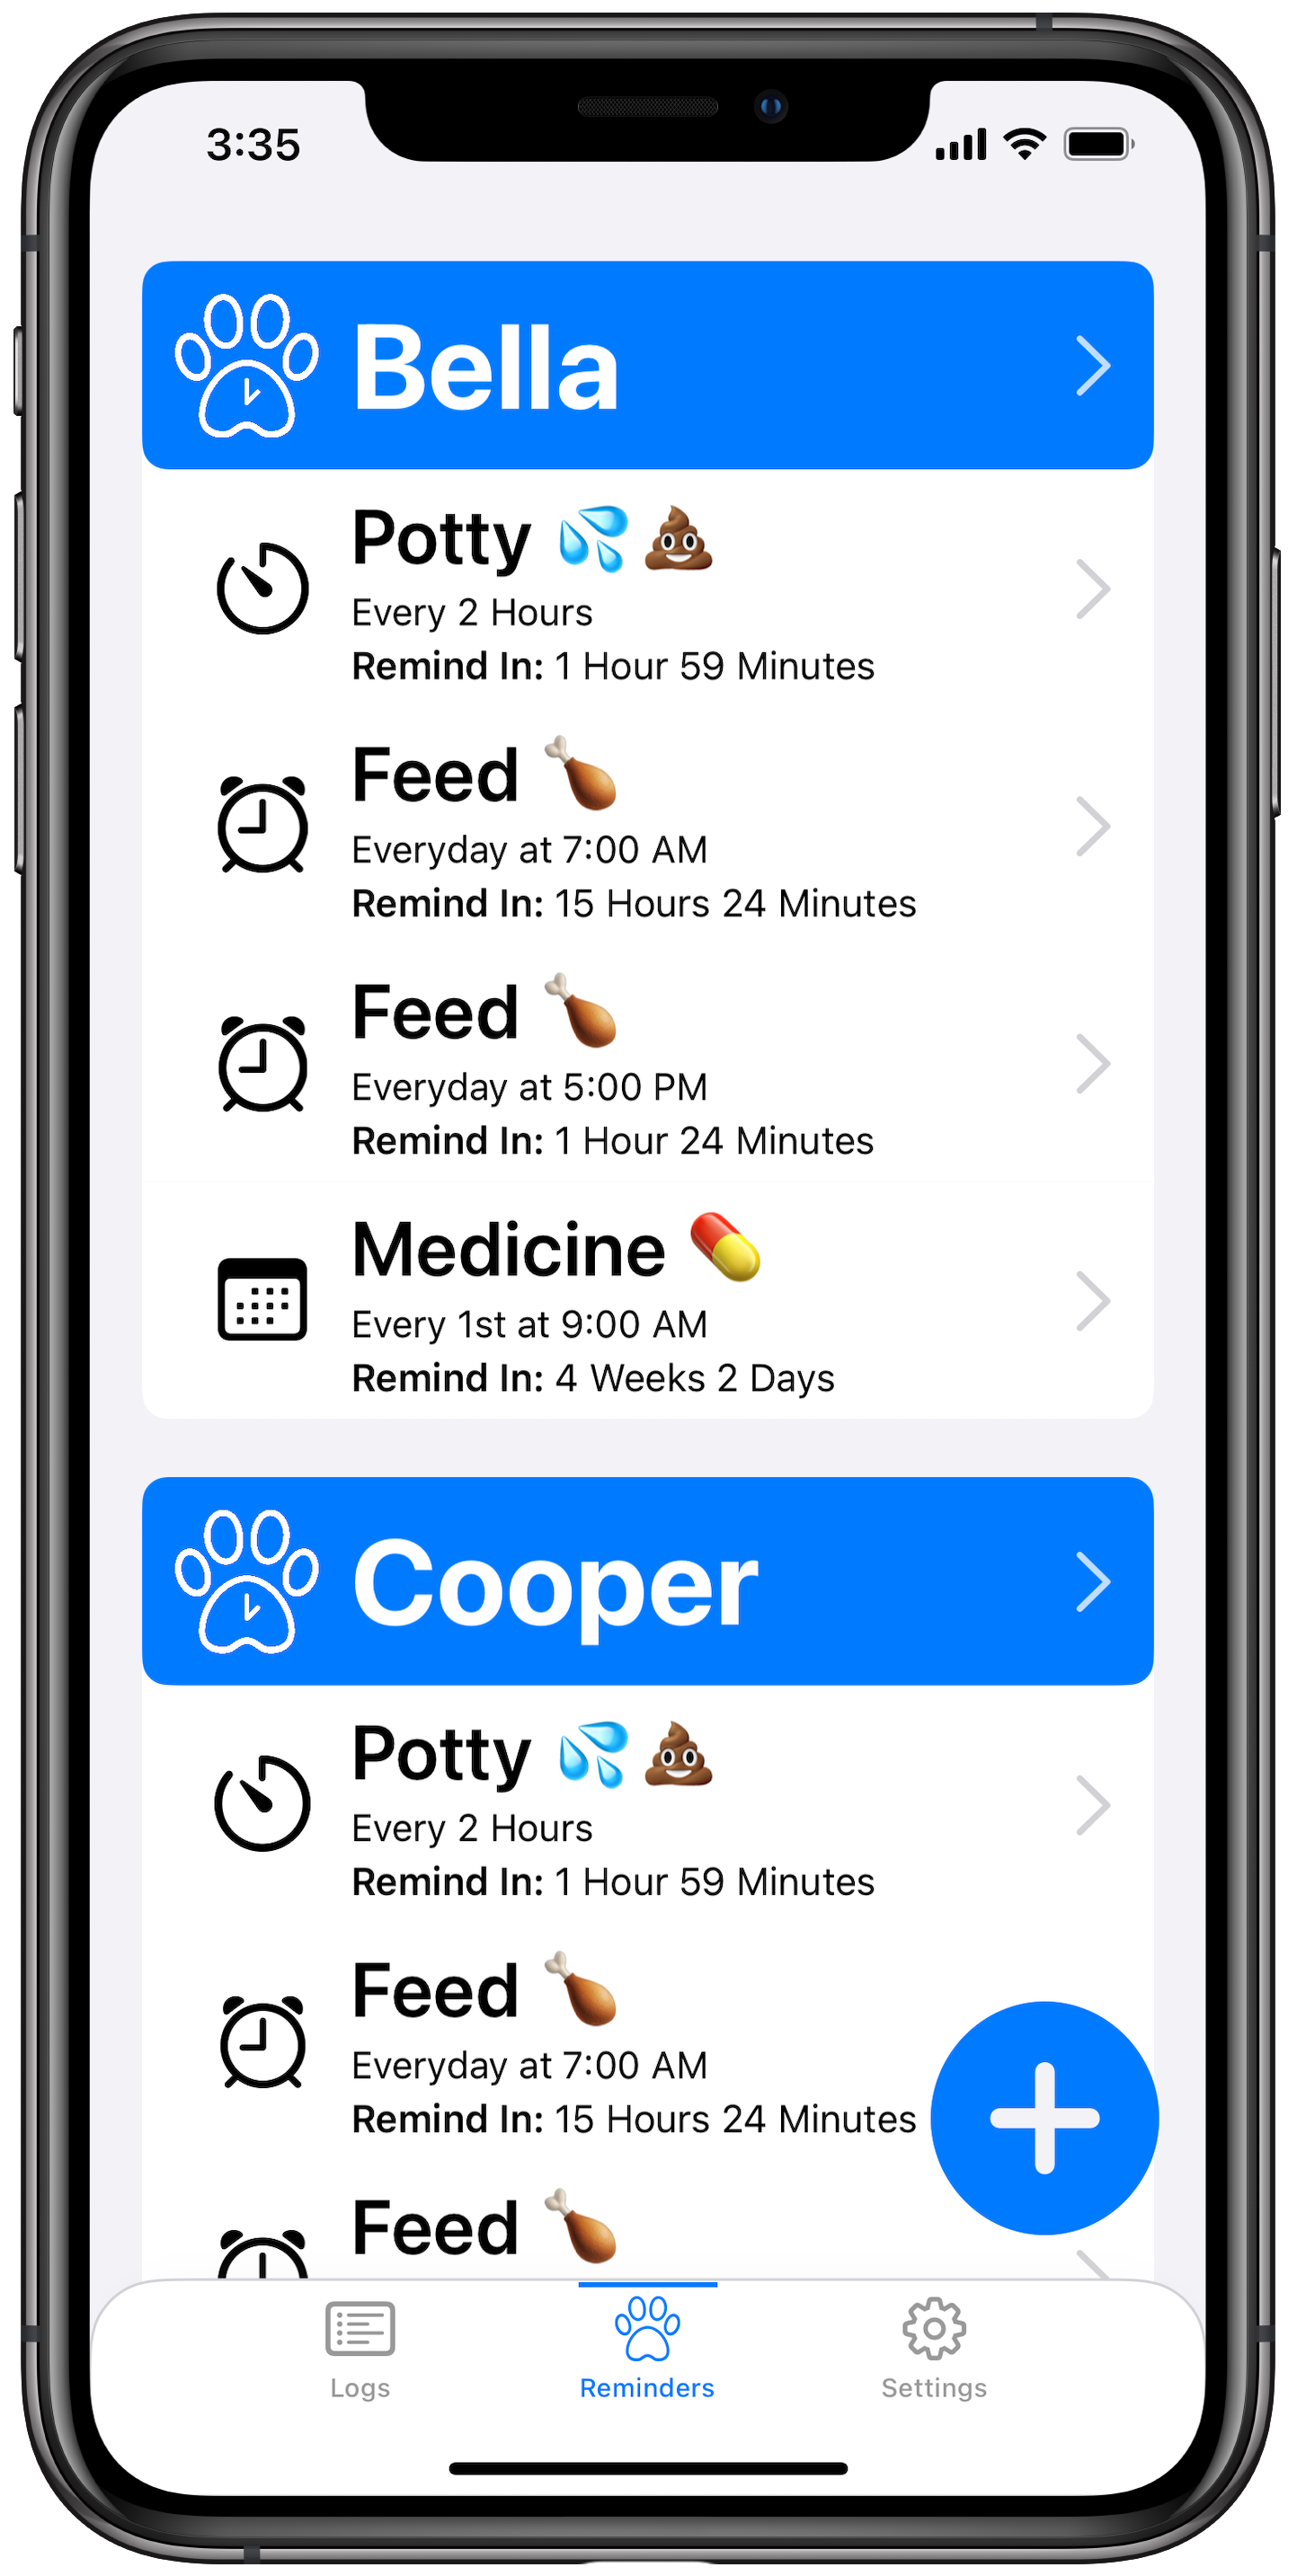 3:35
Bella
Potty 💦 💩
Every 2 Hours
Remind In: 1 Hour 59 Minutes
Feed 🍗
Everyday at 7:00 AM
Remind In: 15 Hours 24 Minutes
Feed 🍗
Everyday at 5:00 PM
Remind In: 1 Hour 24 Minutes
Medicine 💊
Every 1st at 9:00 AM
Remind In: 4 Weeks 2 Days
Cooper
Potty 💦 💩
Every 2 Hours
Remind In: 1 Hour 59 Minutes
Feed 🍗
Everyday at 7:00 AM
Remind In: 15 Hours 24 Minutes
Feed 🍗
Logs
Reminders
Settings